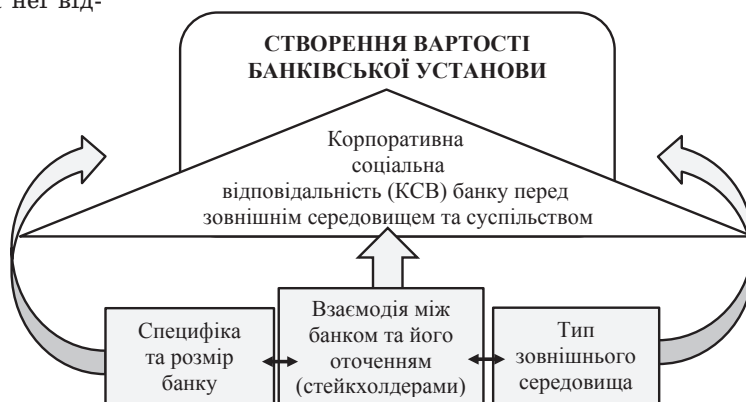 неї від-
СТВОРЕННЯ ВАРТОСТІ
БАНКІВСЬКОЇ УСТАНОВИ
Корпоративна
соціальна
відповідальність (КСВ) банку перед
зовнішнім середовищем та суспільством
Специфіка
та розмір
банку
Взаємодія між
банком та його
оточенням
(стейкхолдерами)
Тип
зовнішнього
середовища